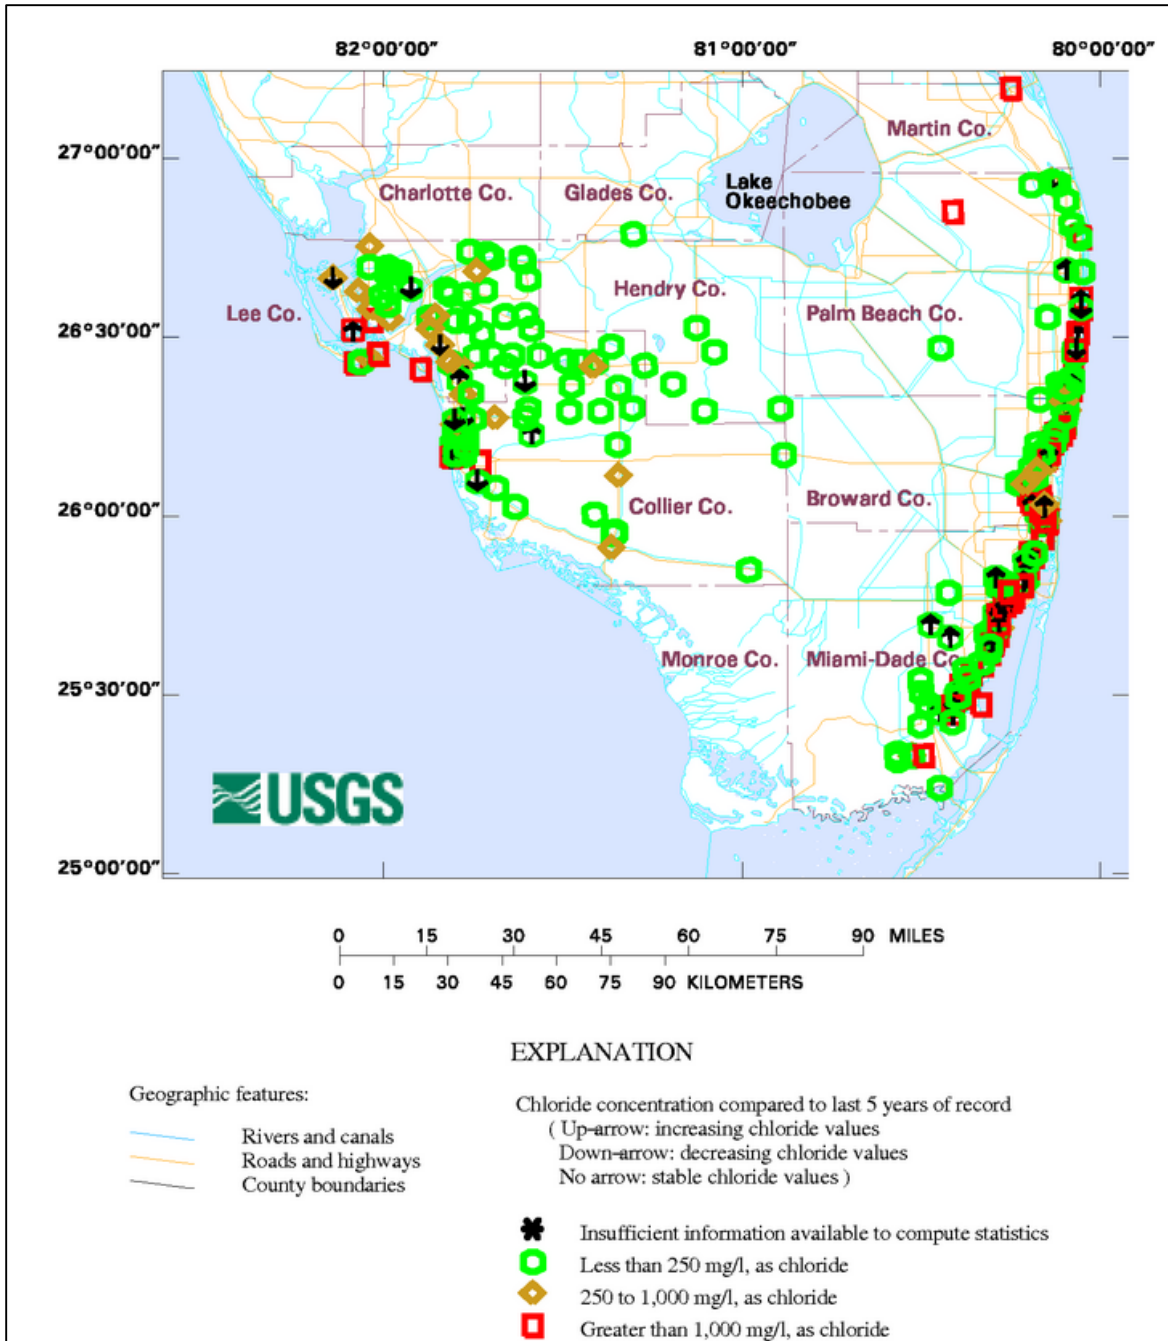 82°00'00" 81°00'00" 80°00'00"
27°00'00"
26°30'00"
26°00'00"
25°30'00"
25°00'00"
Martin Co.
Charlotte Co.
Glades Co.
Lake
Okeechobee
Lee Co.
Hendry Co.
Palm Beach Co.
Collier Co.
Broward Co.
Monroe Co.
Miami-Dade Co.
USGS
0 15 30 45 60 75 90 MILES
0 15 30 45 60 75 90 KILOMETERS
EXPLANATION
Geographic features:
Rivers and canals
Roads and highways
County boundaries
Chloride concentration compared to last 5 years of record
( Up-arrow: increasing chloride values
Down-arrow: decreasing chloride values
No arrow: stable chloride values )
Insufficient information available to compute statistics
Less than 250 mg/l, as chloride
250 to 1,000 mg/l, as chloride
Greater than 1,000 mg/l, as chloride